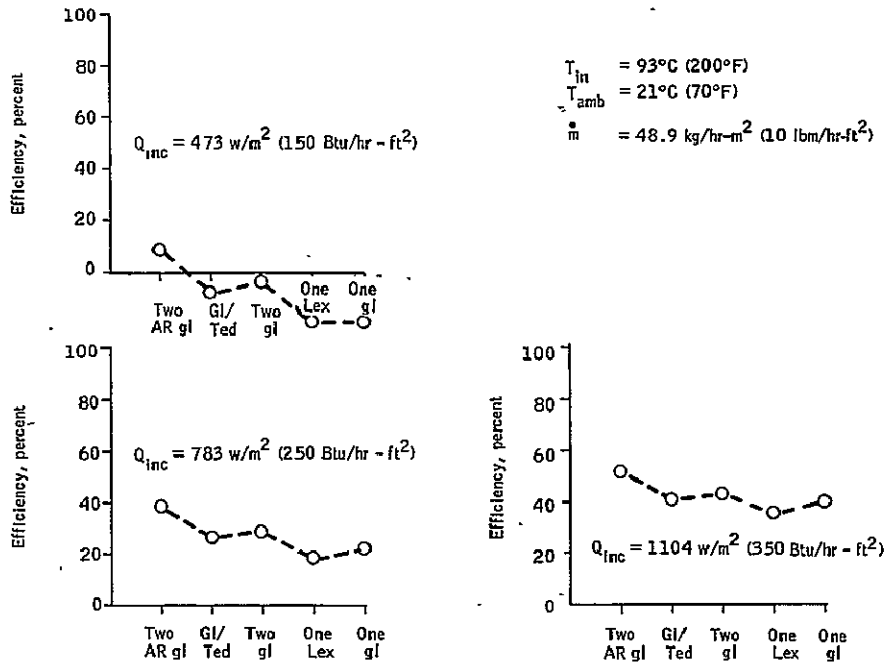 100
80
60
40
20
0
Efficiency, percent
Q_inc = 473 w/m² (150 Btu/hr - ft²)
Two AR gl
Gl/ Ted
Two gl
One Lex
One gl
T_in = 93°C (200°F)
T_amb = 21°C (70°F)
ṁ = 48.9 kg/hr-m² (10 lbm/hr-ft²)
100
80
60
40
20
0
Efficiency, percent
Q_inc = 783 w/m² (250 Btu/hr - ft²)
Two AR gl
Gl/ Ted
Two gl
One Lex
One gl
100
80
60
40
20
0
Efficiency, percent
Q_inc = 1104 w/m² (350 Btu/hr - ft²)
Two AR gl
Gl/ Ted
Two gl
One Lex
One gl